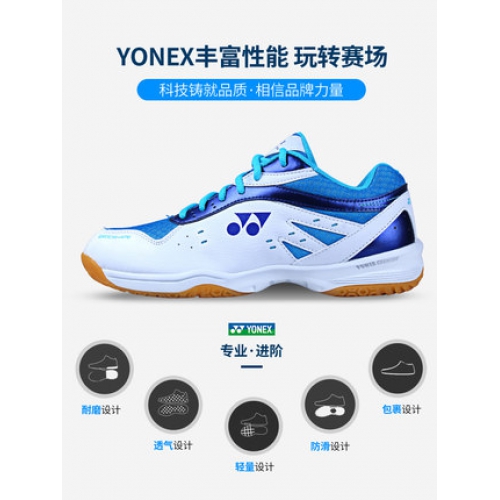 YONEX丰富性能 玩转赛场
科技铸就品质·相信品牌力量
YONEX
专业·进阶
耐磨设计
包裹设计
透气设计
防滑设计
轻量设计